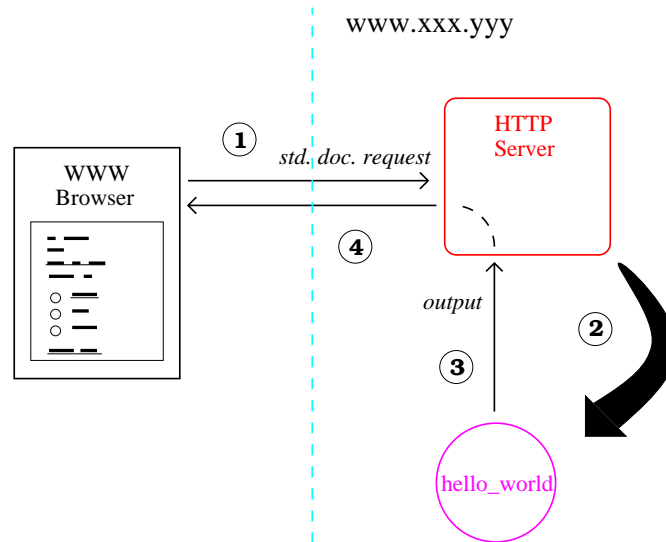 www.xxx.yyy
HTTP
Server
1
std. doc. request
WWW
Browser
4
output
2
3
hello_world